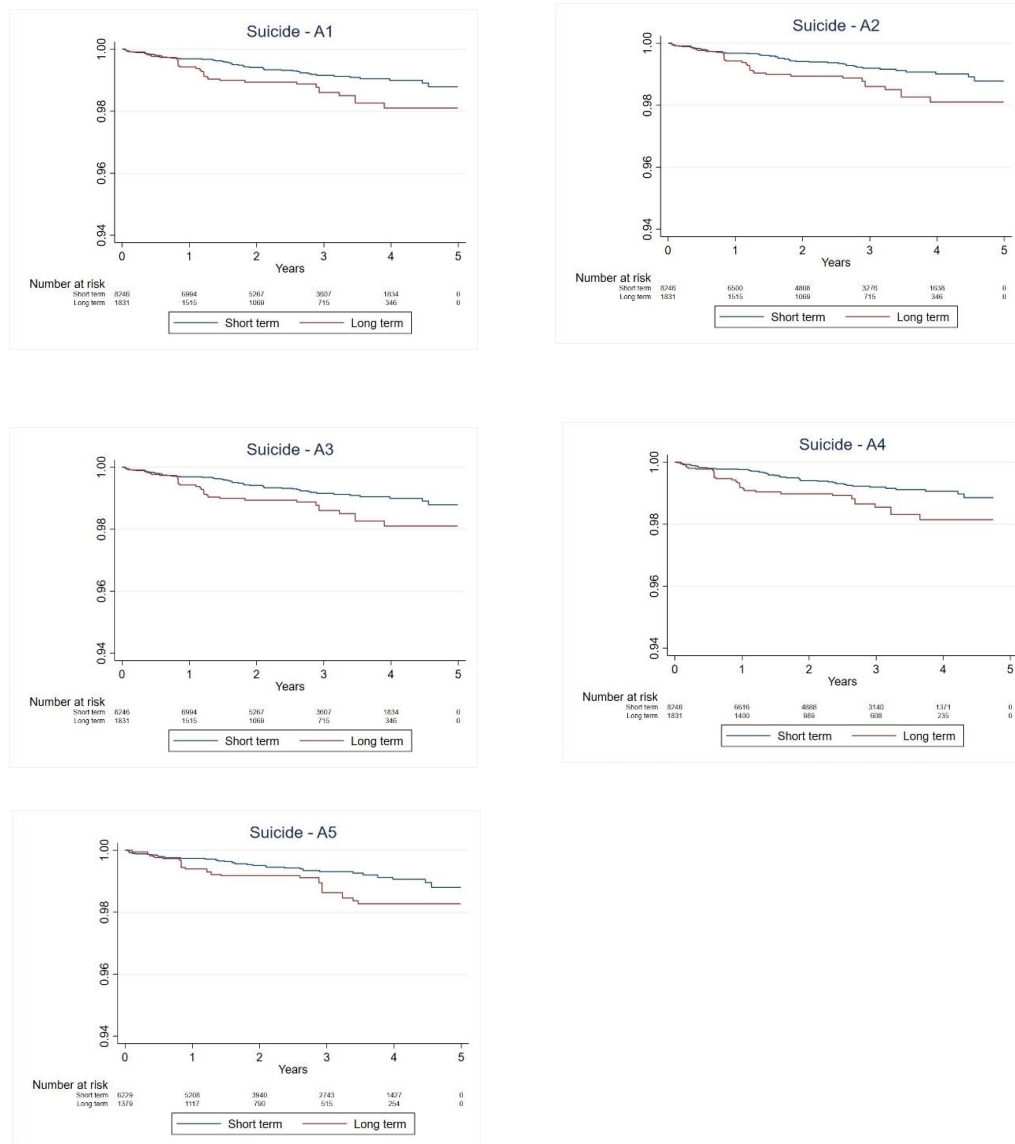 Suicide - A1
1.00
0.98
0.96
0.94
0 1 2 3 4 5
Years
Number at risk
Short term 8246 6994 5267 3607 1834 0
Long term 1831 1515 1069 715 346 0
Short term Long term
Suicide - A2
1.00
0.98
0.96
0.94
0 1 2 3 4 5
Years
Number at risk
Short term 8246 6500 4808 3276 1638 0
Long term 1831 1515 1069 715 346 0
Short term Long term
Suicide - A3
1.00
0.98
0.96
0.94
0 1 2 3 4 5
Years
Number at risk
Short term 8246 6994 5267 3607 1834 0
Long term 1831 1515 1069 715 346 0
Short term Long term
Suicide - A4
1.00
0.98
0.96
0.94
0 1 2 3 4 5
Years
Number at risk
Short term 8246 6616 4888 3140 1371 0
Long term 1831 1400 989 608 235 0
Short term Long term
Suicide - A5
1.00
0.98
0.96
0.94
0 1 2 3 4 5
Years
Number at risk
Short term 6229 5208 3940 2743 1427 0
Long term 1379 1117 790 515 254 0
Short term Long term